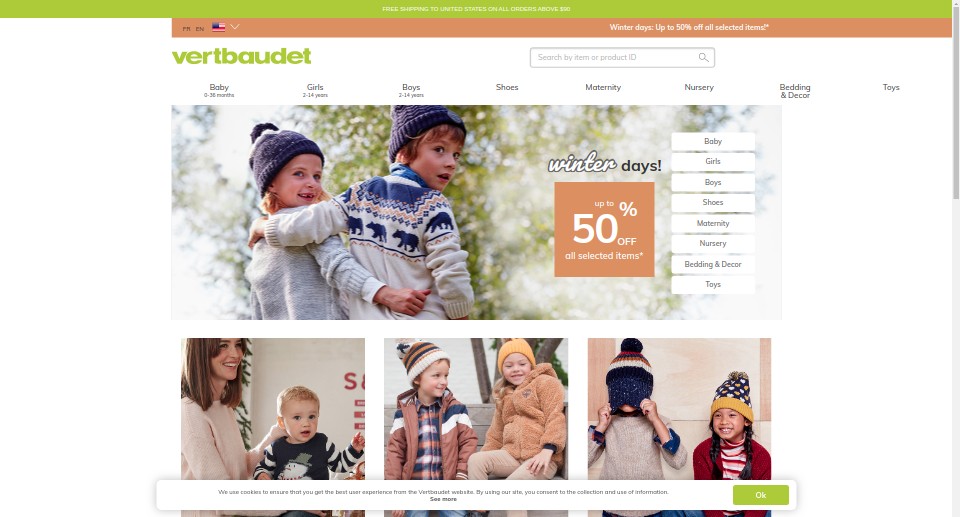 FREE SHIPPING TO UNITED STATES ON ALL ORDERS ABOVE $90
FR EN
Winter days: Up to 50% off all selected items!*
vertbaudet
Search by item or product ID
Baby
0-36 months
Girls
2-14 years
Boys
2-14 years
Shoes
Maternity
Nursery
Bedding
& Decor
Toys
winter days!
up to
50%
OFF
all selected items*
Baby
Girls
Boys
Shoes
Maternity
Nursery
Bedding & Decor
Toys
We use cookies to ensure that you get the best user experience from the Vertbaudet website. By using our site, you consent to the collection and use of information.
See more
Ok